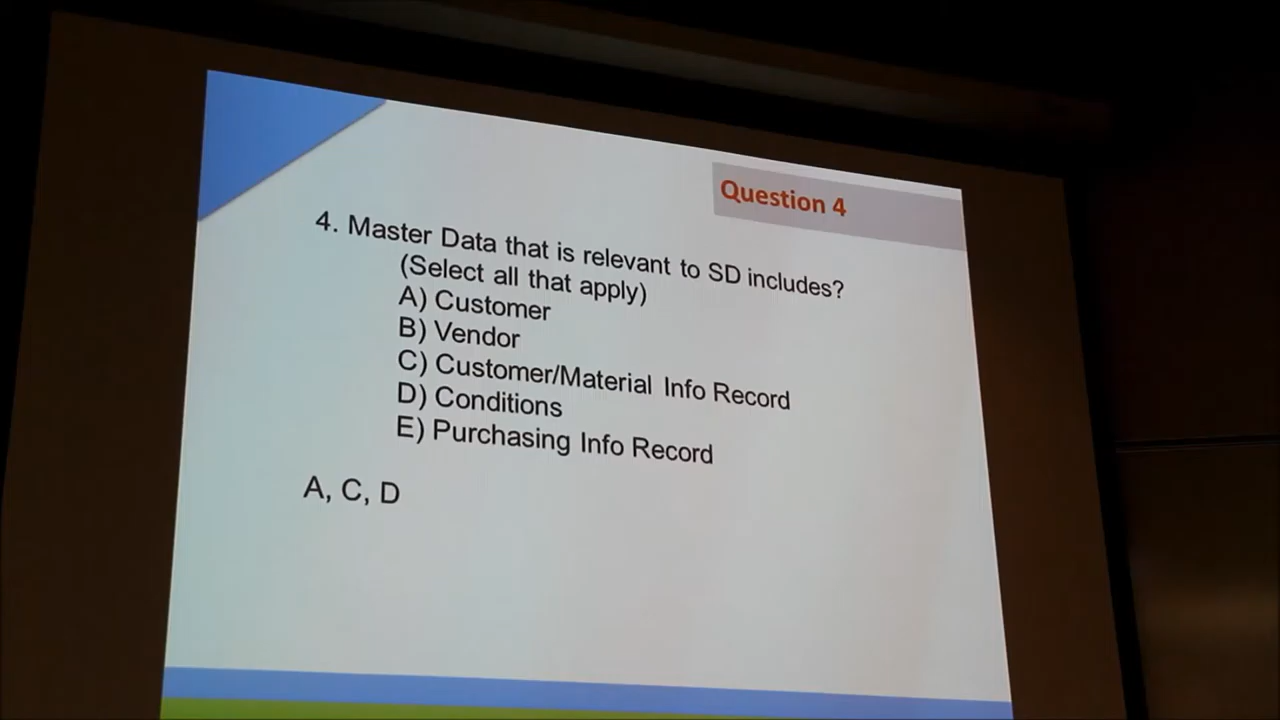 Question 4
4. Master Data that is relevant to SD includes?
(Select all that apply)
A) Customer
B) Vendor
C) Customer/Material Info Record
D) Conditions
E) Purchasing Info Record
A, C, D